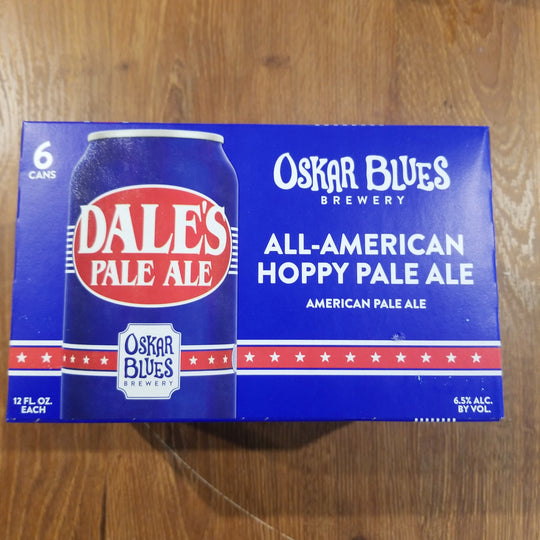 6
CANS
DALE'S
PALE ALE
OSKAR
BLUES
BREWERY
12 FL. OZ.
EACH
OSKAR BLUES
BREWERY
ALL-AMERICAN
HOPPY PALE ALE
AMERICAN PALE ALE
6.5% ALC.
BY VOL.